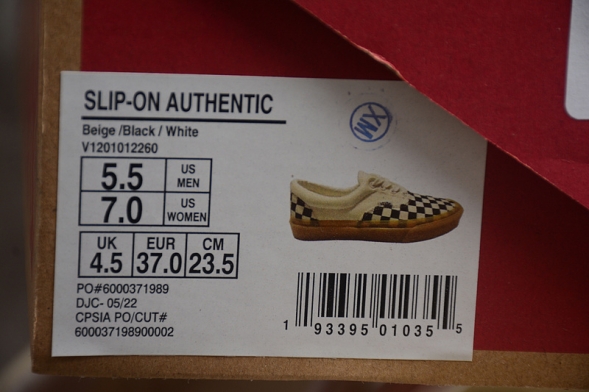 SLIP-ON AUTHENTIC
Beige /Black / White
V1201012260
5.5 US MEN
7.0 US WOMEN
UK EUR CM
4.5 37.0 23.5
PO#6000371989
DJC- 05/22
CPSIA PO/CUT#
600037198900002
XM
1 93395 01035 5